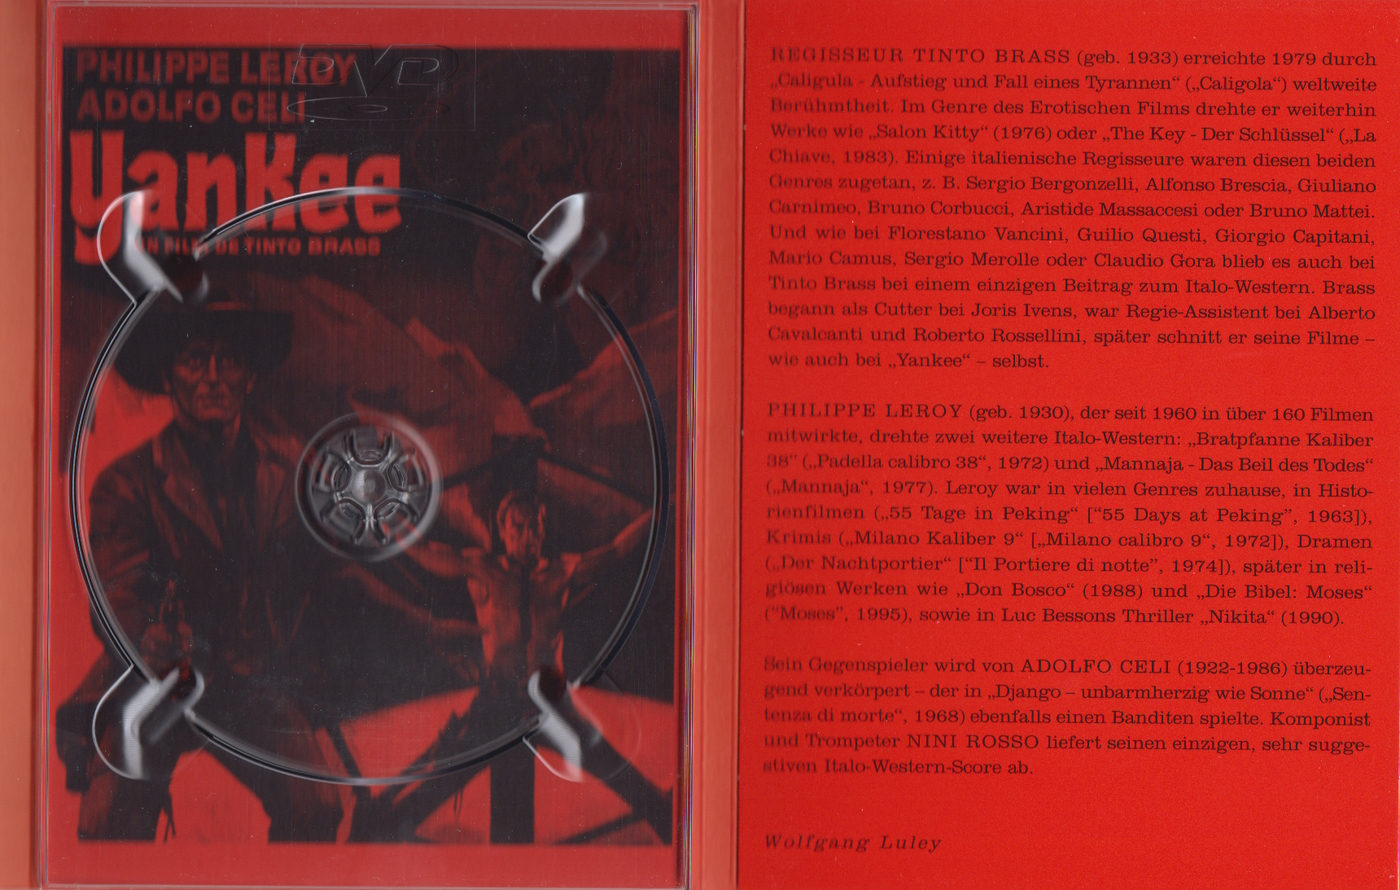 PHILIPPE LEROY
ADOLFO CELI
Yankee
UN FILM DE TINTO BRASS
DVD
REGISSEUR TINTO BRASS (geb. 1933) erreichte 1979 durch
„Caligula - Aufstieg und Fall eines Tyrannen“ („Caligola“) weltweite
Berühmtheit. Im Genre des Erotischen Films drehte er weiterhin
Werke wie „Salon Kitty“ (1976) oder „The Key - Der Schlüssel“ („La
Chiave, 1983). Einige italienische Regisseure waren diesen beiden
Genres zugetan, z. B. Sergio Bergonzelli, Alfonso Brescia, Giuliano
Carnimeo, Bruno Corbucci, Aristide Massaccesi oder Bruno Mattei.
Und wie bei Florestano Vancini, Guilio Questi, Giorgio Capitani,
Mario Camus, Sergio Merolle oder Claudio Gora blieb es auch bei
Tinto Brass bei einem einzigen Beitrag zum Italo-Western. Brass
begann als Cutter bei Joris Ivens, war Regie-Assistent bei Alberto
Cavalcanti und Roberto Rossellini, später schnitt er seine Filme –
wie auch bei „Yankee“ – selbst.
PHILIPPE LEROY (geb. 1930), der seit 1960 in über 160 Filmen
mitwirkte, drehte zwei weitere Italo-Western: „Bratpfanne Kaliber
38“ („Padella calibro 38“, 1972) und „Mannaja - Das Beil des Todes“
(„Mannaja“, 1977). Leroy war in vielen Genres zuhause, in Histo-
rienfilmen („55 Tage in Peking“ [“55 Days at Peking”, 1963]),
Krimis („Milano Kaliber 9“ [„Milano calibro 9“, 1972]), Dramen
(„Der Nachtportier“ [“Il Portiere di notte”, 1974]), später in reli-
giösen Werken wie „Don Bosco“ (1988) und „Die Bibel: Moses“
(“Moses”, 1995), sowie in Luc Bessons Thriller „Nikita“ (1990).
Sein Gegenspieler wird von ADOLFO CELI (1922-1986) überzeu-
gend verkörpert – der in „Django – unbarmherzig wie Sonne“ („Sen-
tenza di morte“, 1968) ebenfalls einen Banditen spielte. Komponist
und Trompeter NINI ROSSO liefert seinen einzigen, sehr sugge-
stiven Italo-Western-Score ab.
Wolfgang Luley